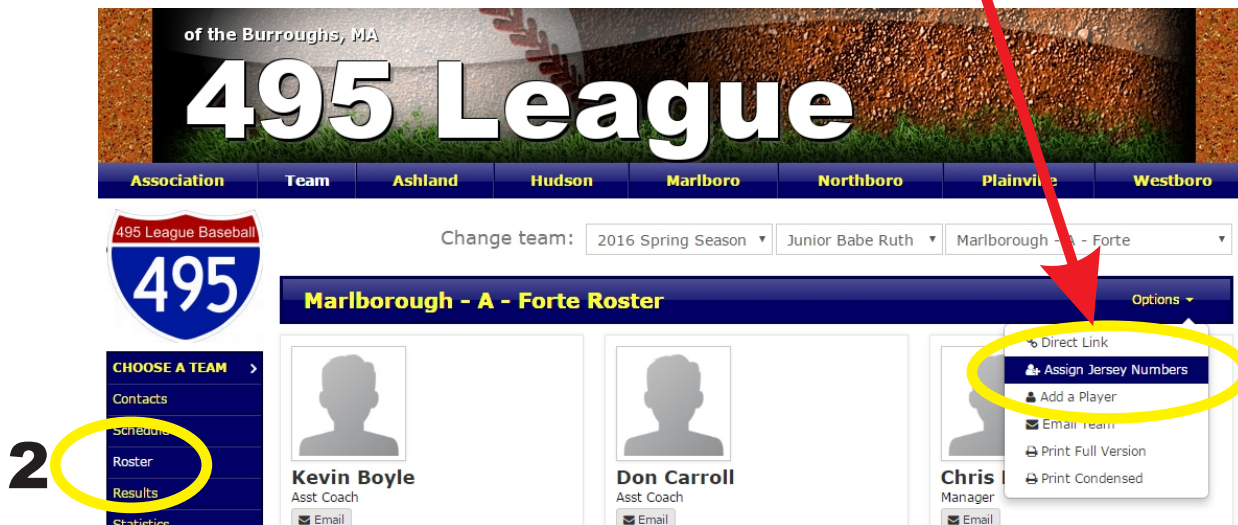 of the Burroughs, MA
495 League
Association Team Ashland Hudson Marlboro Northboro Plainville Westboro
495 League Baseball
495
Change team: 2016 Spring Season Junior Babe Ruth Marlborough - A - Forte
Marlborough - A - Forte Roster
Options
Direct Link
Assign Jersey Numbers
Add a Player
Email Team
Print Full Version
Print Condensed
CHOOSE A TEAM
Contacts
Schedule
2
Roster
Results
Statistics
Kevin Boyle
Asst Coach
Email
Don Carroll
Asst Coach
Email
Chris
Manager
Email